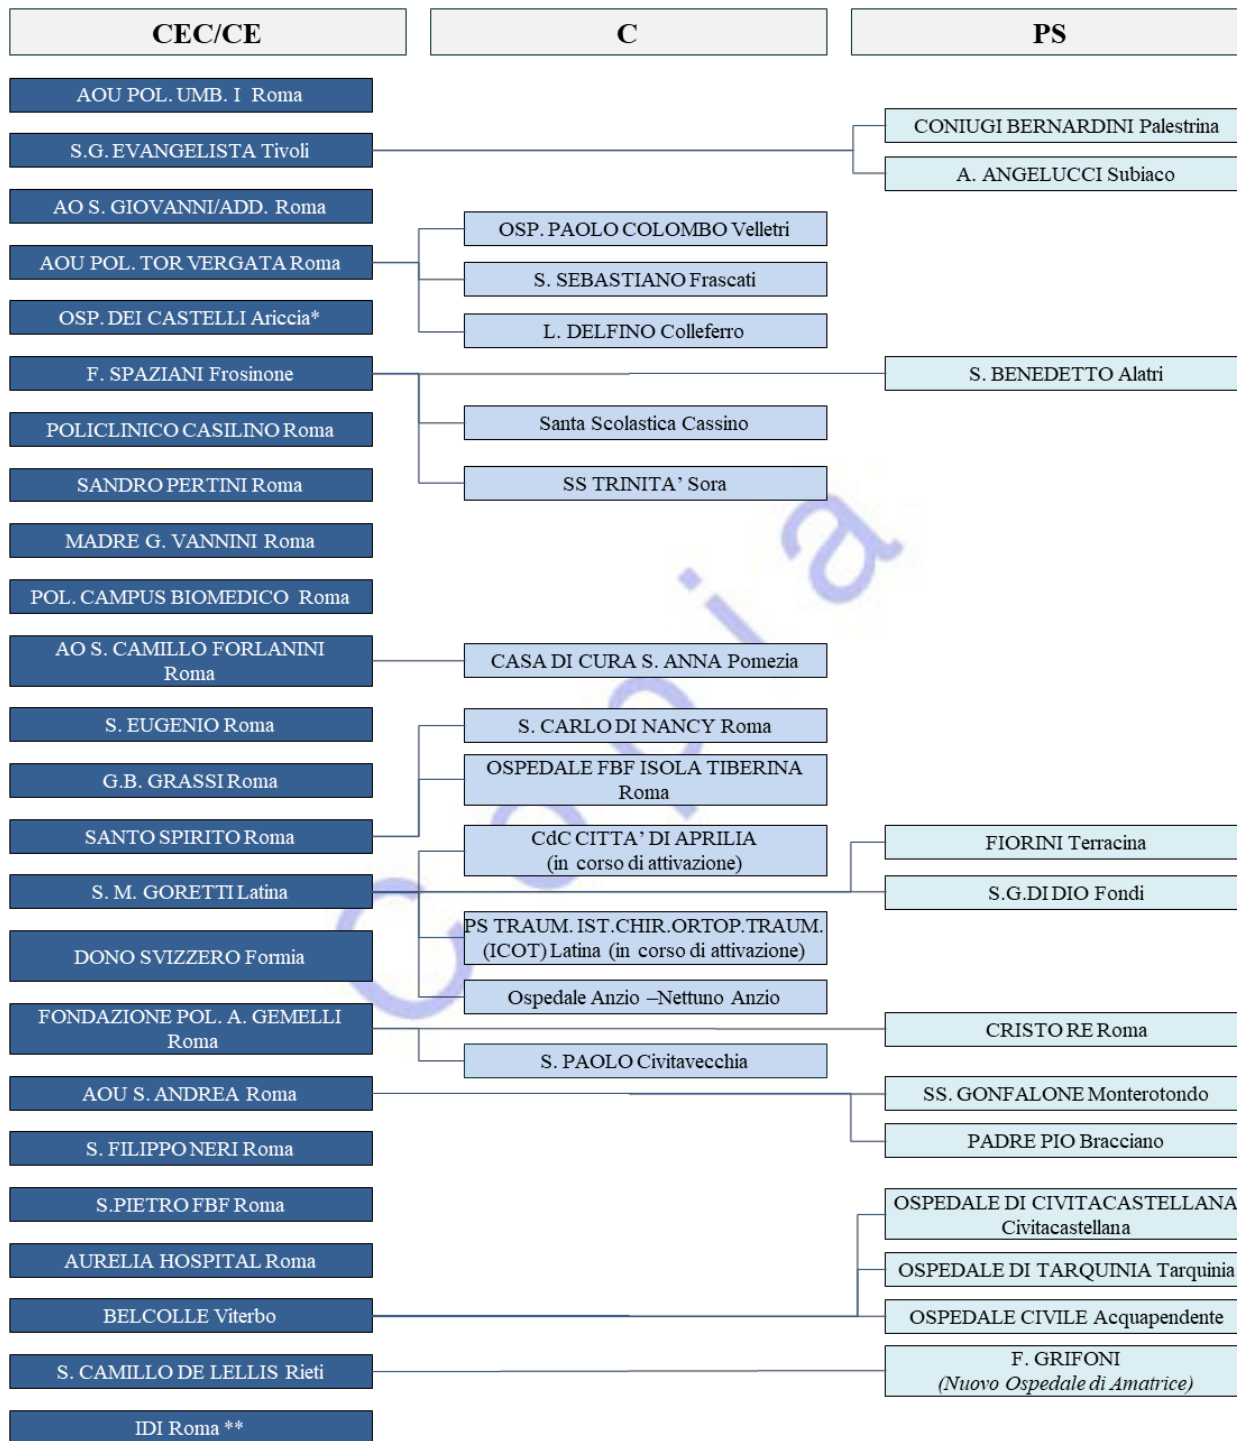 CEC/CE
C
PS
AOU POL. UMB. I Roma
S.G. EVANGELISTA Tivoli
AO S. GIOVANNI/ADD. Roma
AOU POL. TOR VERGATA Roma
OSP. DEI CASTELLI Ariccia*
F. SPAZIANI Frosinone
POLICLINICO CASILINO Roma
SANDRO PERTINI Roma
MADRE G. VANNINI Roma
POL. CAMPUS BIOMEDICO Roma
AO S. CAMILLO FORLANINI
Roma
S. EUGENIO Roma
G.B. GRASSI Roma
SANTO SPIRITO Roma
S. M. GORETTI Latina
DONO SVIZZERO Formia
FONDAZIONE POL. A. GEMELLI
Roma
AOU S. ANDREA Roma
S. FILIPPO NERI Roma
S.PIETRO FBF Roma
AURELIA HOSPITAL Roma
BELCOLLE Viterbo
S. CAMILLO DE LELLIS Rieti
IDI Roma **
OSP. PAOLO COLOMBO Velletri
S. SEBASTIANO Frascati
L. DELFINO Colleferro
Santa Scolastica Cassino
SS TRINITA’ Sora
CASA DI CURA S. ANNA Pomezia
S. CARLO DI NANCY Roma
OSPEDALE FBF ISOLA TIBERINA
Roma
CdC CITTA’ DI APRILIA
(in corso di attivazione)
PS TRAUM. IST.CHIR.ORTOP.TRAUM.
(ICOT) Latina (in corso di attivazione)
Ospedale Anzio –Nettuno Anzio
S. PAOLO Civitavecchia
CONIUGI BERNARDINI Palestrina
A. ANGELUCCI Subiaco
S. BENEDETTO Alatri
FIORINI Terracina
S.G.DI DIO Fondi
CRISTO RE Roma
SS. GONFALONE Monterotondo
PADRE PIO Bracciano
OSPEDALE DI CIVITACASTELLANA
Civitacastellana
OSPEDALE DI TARQUINIA Tarquinia
OSPEDALE CIVILE Acquapendente
F. GRIFONI
(Nuovo Ospedale di Amatrice)
Copia